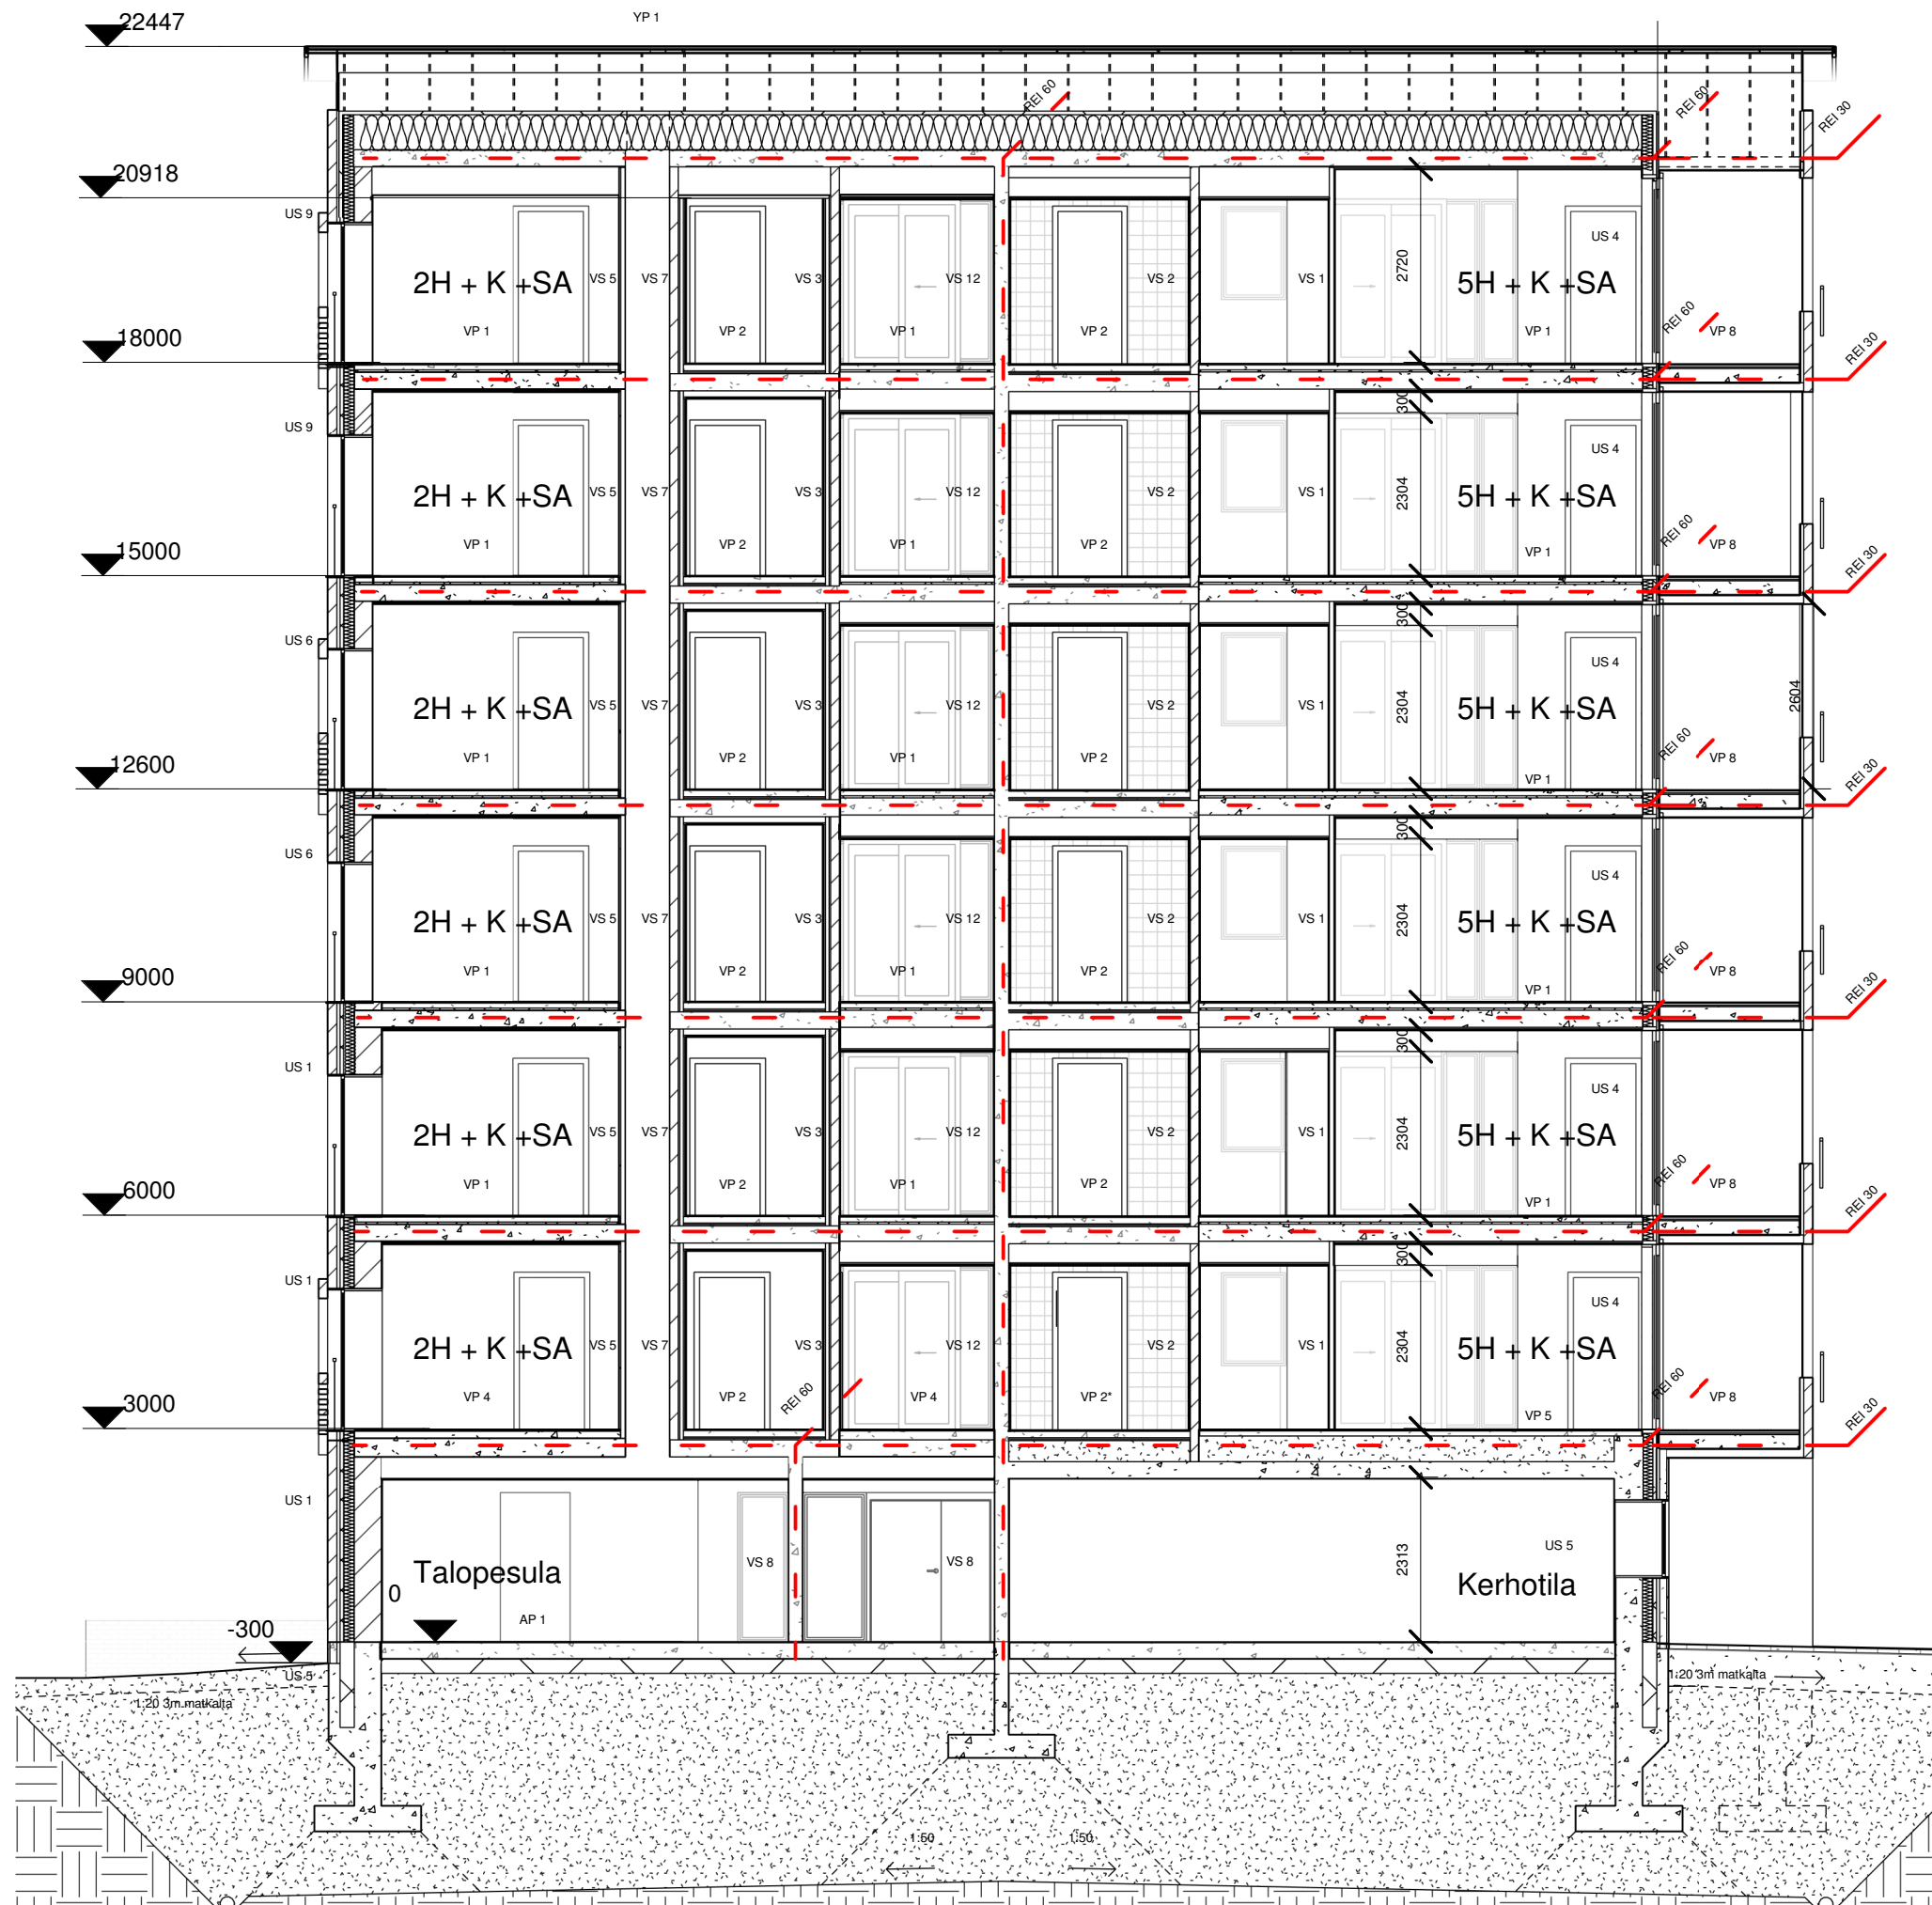 22447
YP 1
REI 60
REI 60
REI 30
20918
US 9
2H + K +SA
VS 5
VS 7
VS 3
VS 12
VS 2
VS 1
2720
5H + K +SA
US 4
VP 1
VP 2
VP 1
VP 2
VP 1
REI 60
VP 8
REI 30
18000
300
US 9
2H + K +SA
VS 5
VS 7
VS 3
VS 12
VS 2
VS 1
2304
5H + K +SA
US 4
VP 1
VP 2
VP 1
VP 2
VP 1
REI 60
VP 8
REI 30
15000
300
US 6
2H + K +SA
VS 5
VS 7
VS 3
VS 12
VS 2
VS 1
2304
5H + K +SA
US 4
2604
VP 1
VP 2
VP 1
VP 2
VP 1
REI 60
VP 8
REI 30
12600
300
US 6
2H + K +SA
VS 5
VS 7
VS 3
VS 12
VS 2
VS 1
2304
5H + K +SA
US 4
VP 1
VP 2
VP 1
VP 2
VP 1
REI 60
VP 8
REI 30
9000
300
US 1
2H + K +SA
VS 5
VS 7
VS 3
VS 12
VS 2
VS 1
2304
5H + K +SA
US 4
VP 1
VP 2
VP 1
VP 2
VP 1
REI 60
VP 8
REI 30
6000
300
US 1
2H + K +SA
VS 5
VS 7
VS 3
VS 12
VS 2
VS 1
2304
5H + K +SA
US 4
VP 4
VP 2
REI 60
VP 4
VP 2*
VP 5
REI 60
VP 8
REI 30
3000
US 1
Talopesula
VS 8
VS 8
2313
US 5
Kerhotila
0
AP 1
-300
US 5
1:20 3m matkalta
1:20 3m matkalta
1:50
1:50